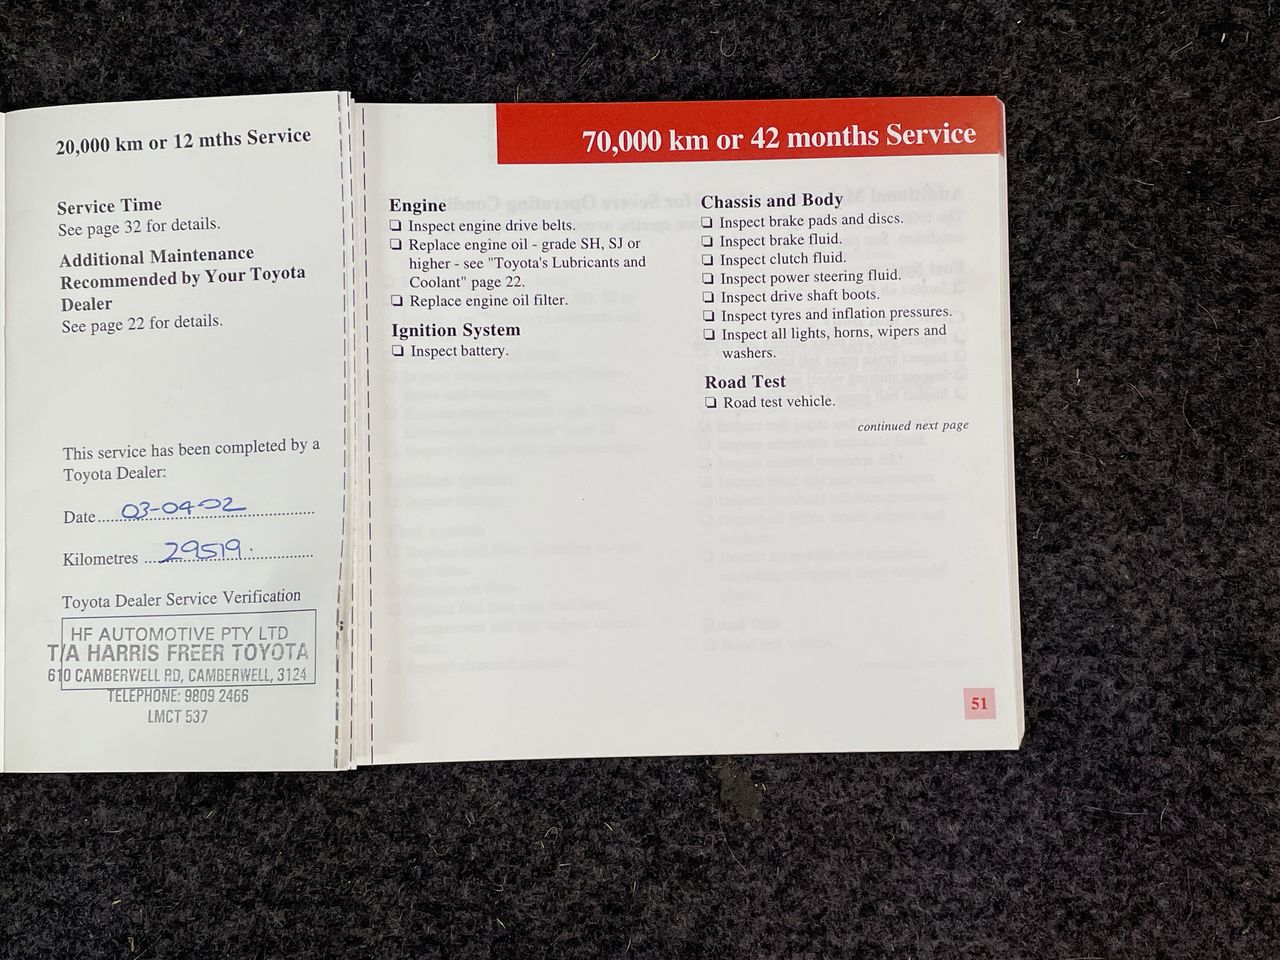 20,000 km or 12 mths Service
Service Time
See page 32 for details.
Additional Maintenance
Recommended by Your Toyota
Dealer
See page 22 for details.
This service has been completed by a
Toyota Dealer:
Date 03-04-02
Kilometres 29519
Toyota Dealer Service Verification
HF AUTOMOTIVE PTY LTD
T/A HARRIS FREER TOYOTA
610 CAMBERWELL RD, CAMBERWELL, 3124
TELEPHONE: 9809 2466
LMCT 537
70,000 km or 42 months Service
Engine
❏ Inspect engine drive belts.
❏ Replace engine oil - grade SH, SJ or
higher - see "Toyota's Lubricants and
Coolant" page 22.
❏ Replace engine oil filter.
Ignition System
❏ Inspect battery.
Chassis and Body
❏ Inspect brake pads and discs.
❏ Inspect brake fluid.
❏ Inspect clutch fluid.
❏ Inspect power steering fluid.
❏ Inspect drive shaft boots.
❏ Inspect tyres and inflation pressures.
❏ Inspect all lights, horns, wipers and
washers.
Road Test
❏ Road test vehicle.
continued next page
51